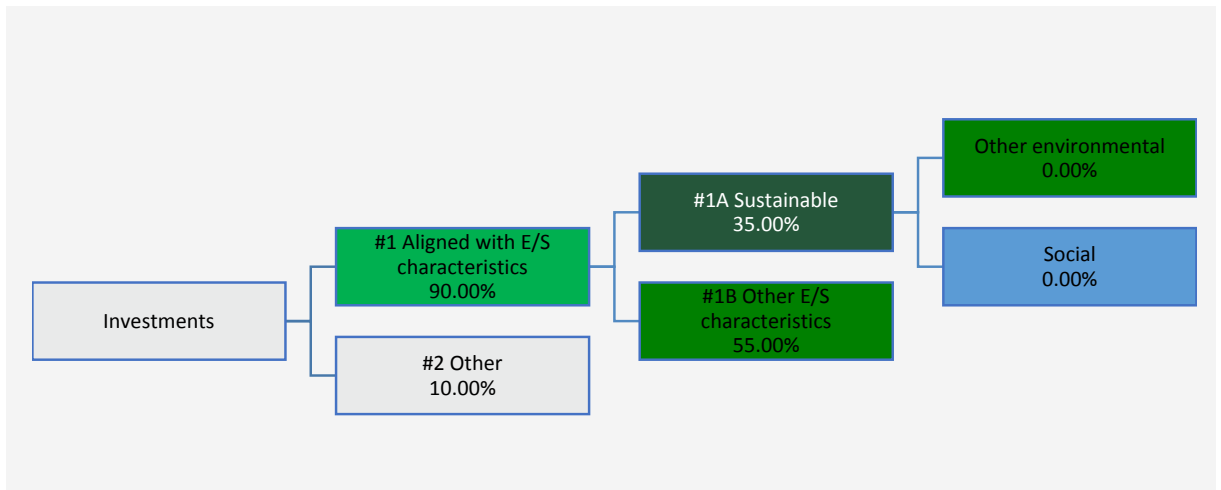 Investments
#1 Aligned with E/S
characteristics
90.00%
#2 Other
10.00%
#1A Sustainable
35.00%
#1B Other E/S
characteristics
55.00%
Other environmental
0.00%
Social
0.00%